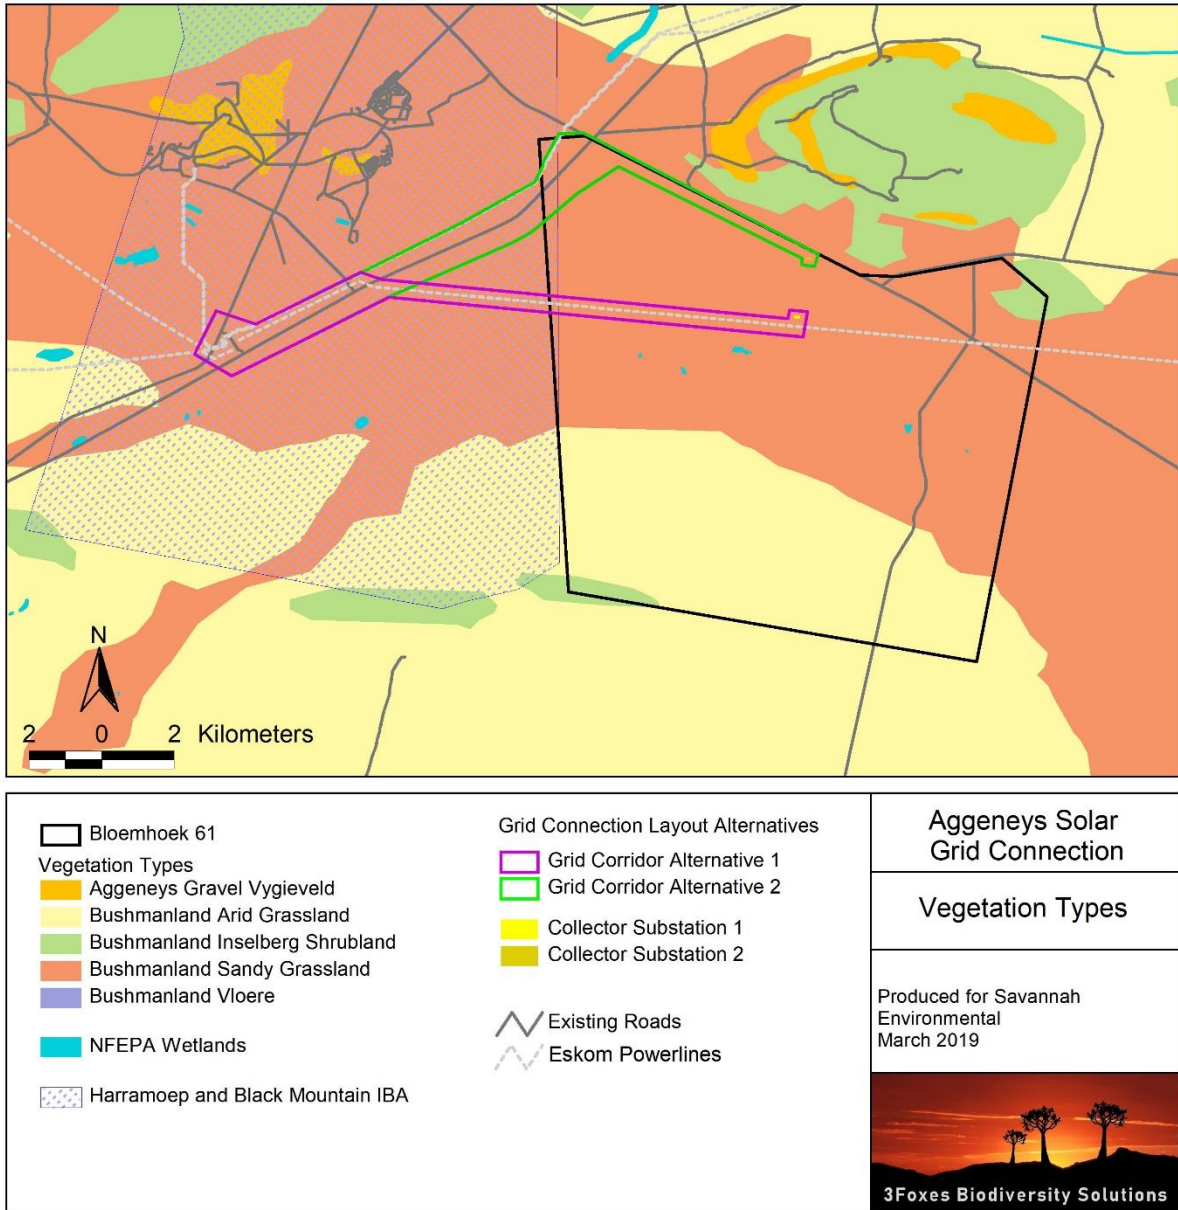 N
2 0 2 Kilometers
Bloemhoek 61
Vegetation Types
Aggeneys Gravel Vygieveld
Bushmanland Arid Grassland
Bushmanland Inselberg Shrubland
Bushmanland Sandy Grassland
Bushmanland Vloere
NFEPA Wetlands
Harramoep and Black Mountain IBA
Grid Connection Layout Alternatives
Grid Corridor Alternative 1
Grid Corridor Alternative 2
Collector Substation 1
Collector Substation 2
Existing Roads
Eskom Powerlines
Aggeneys Solar
Grid Connection
Vegetation Types
Produced for Savannah
Environmental
March 2019
3Foxes Biodiversity Solutions